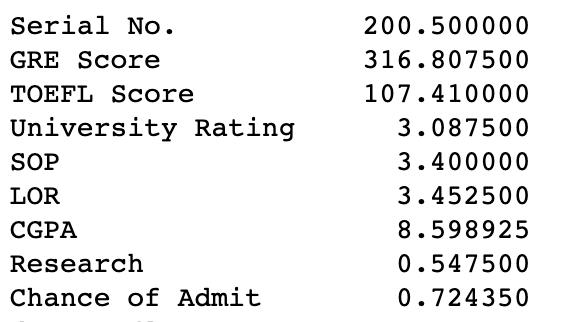 Serial No. 200.500000
GRE Score 316.807500
TOEFL Score 107.410000
University Rating 3.087500
SOP 3.400000
LOR 3.452500
CGPA 8.598925
Research 0.547500
Chance of Admit 0.724350